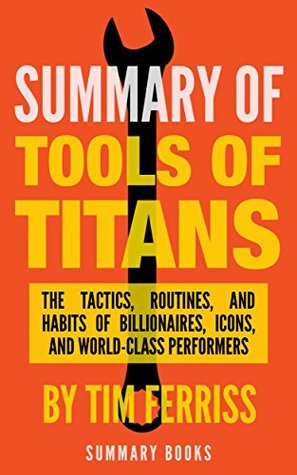 SUMMARY OF
TOOLS OF
TITANS
THE TACTICS, ROUTINES, AND
HABITS OF BILLIONAIRES, ICONS,
AND WORLD-CLASS PERFORMERS
BY TIM FERRISS
SUMMARY BOOKS